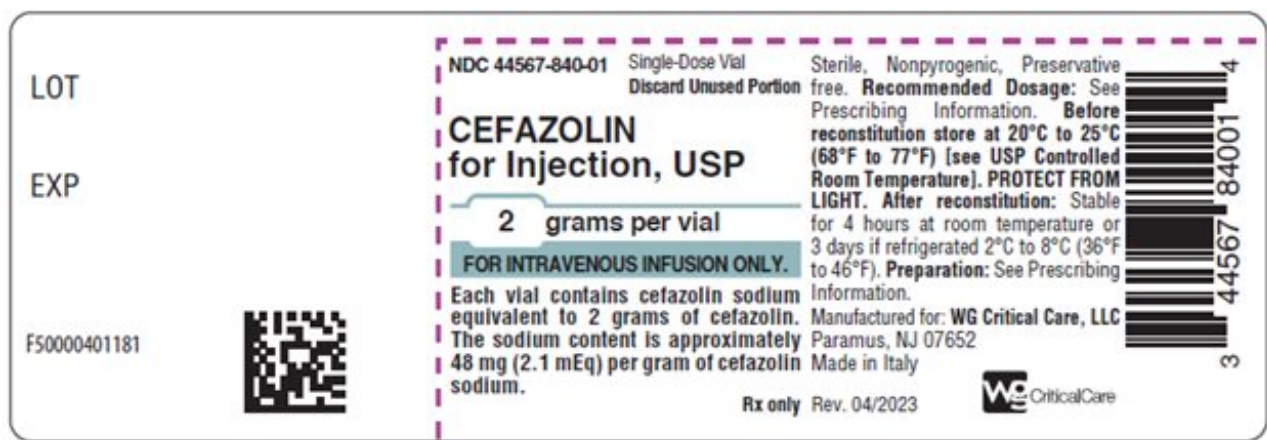 LOT
EXP
F50000401181
NDC 44567-840-01
Single-Dose Vial
Discard Unused Portion
CEFAZOLIN
for Injection, USP
2 grams per vial
FOR INTRAVENOUS INFUSION ONLY.
Each vial contains cefazolin sodium
equivalent to 2 grams of cefazolin.
The sodium content is approximately
48 mg (2.1 mEq) per gram of cefazolin
sodium.
Rx only
Sterile, Nonpyrogenic, Preservative
free. Recommended Dosage: See
Prescribing Information. Before
reconstitution store at 20°C to 25°C
(68°F to 77°F) [see USP Controlled
Room Temperature]. PROTECT FROM
LIGHT. After reconstitution: Stable
for 4 hours at room temperature or
3 days if refrigerated 2°C to 8°C (36°F
to 46°F). Preparation: See Prescribing
Information.
Manufactured for: WG Critical Care, LLC
Paramus, NJ 07652
Made in Italy
Rev. 04/2023
wg CriticalCare
3 44567 84001 4